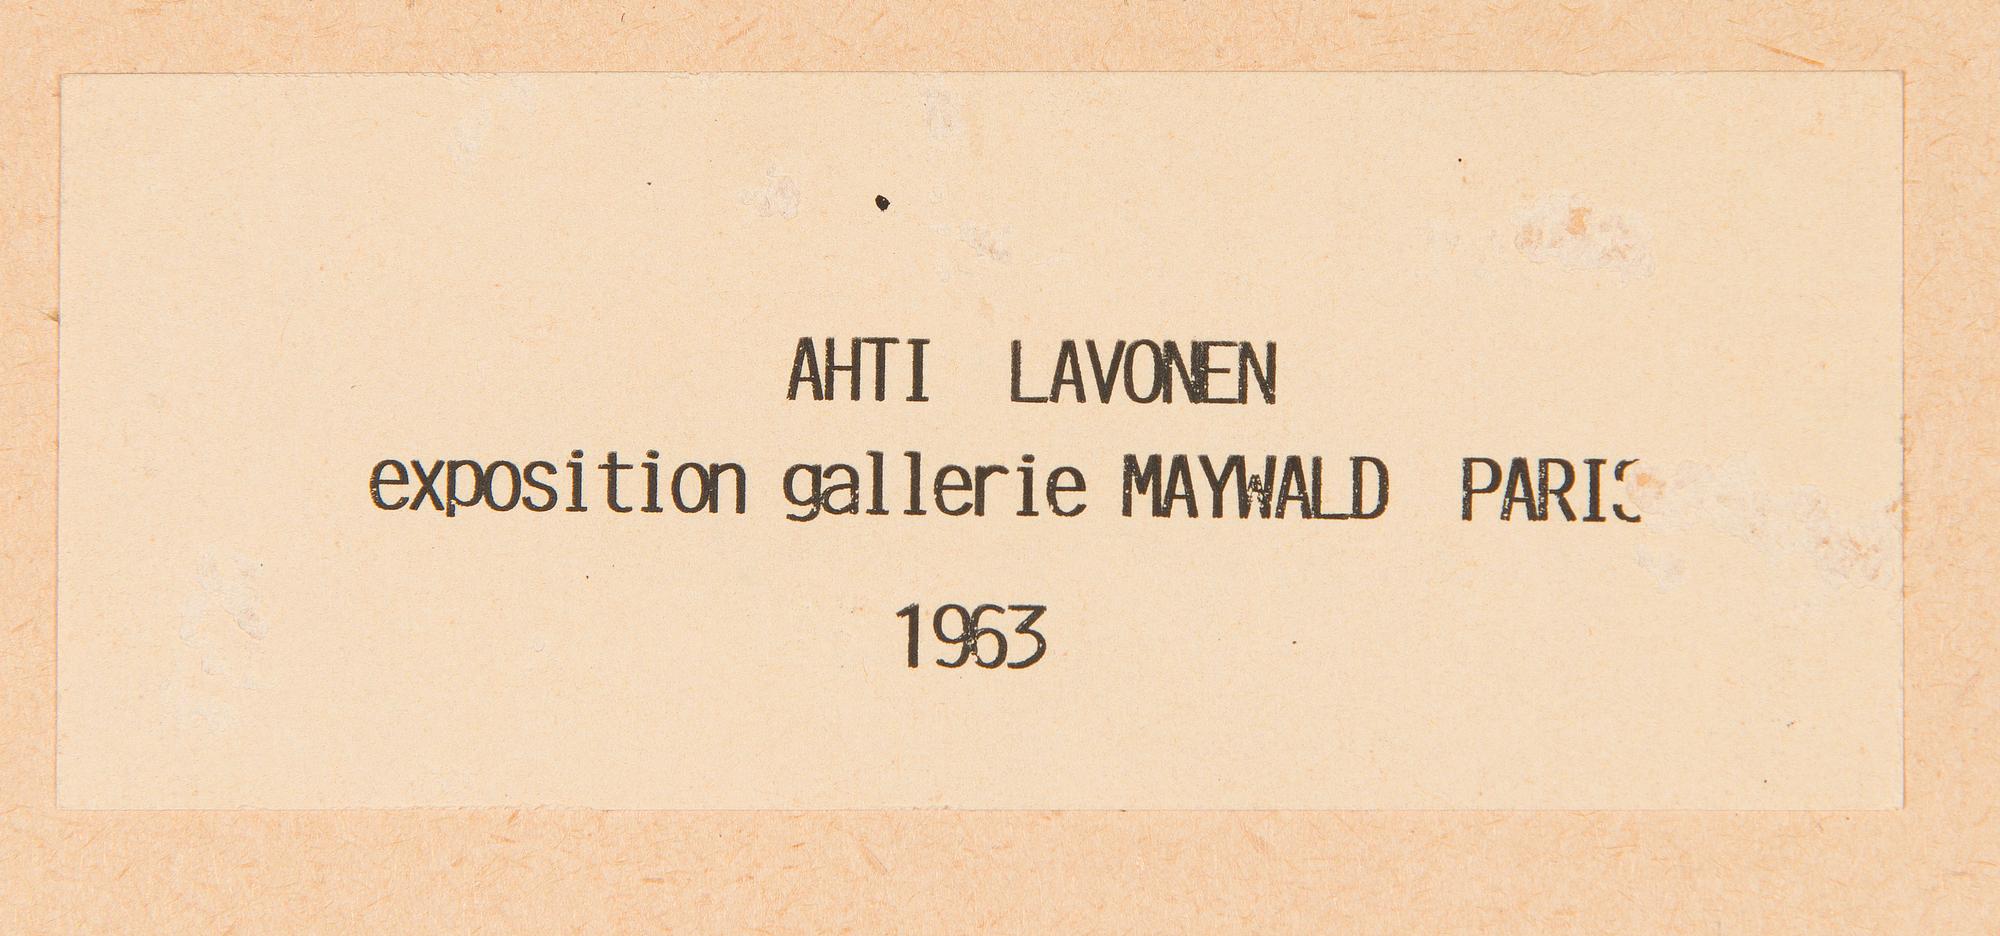 AHTI LAVONEN
exposition gallerie MAYWALD PARIS
1963